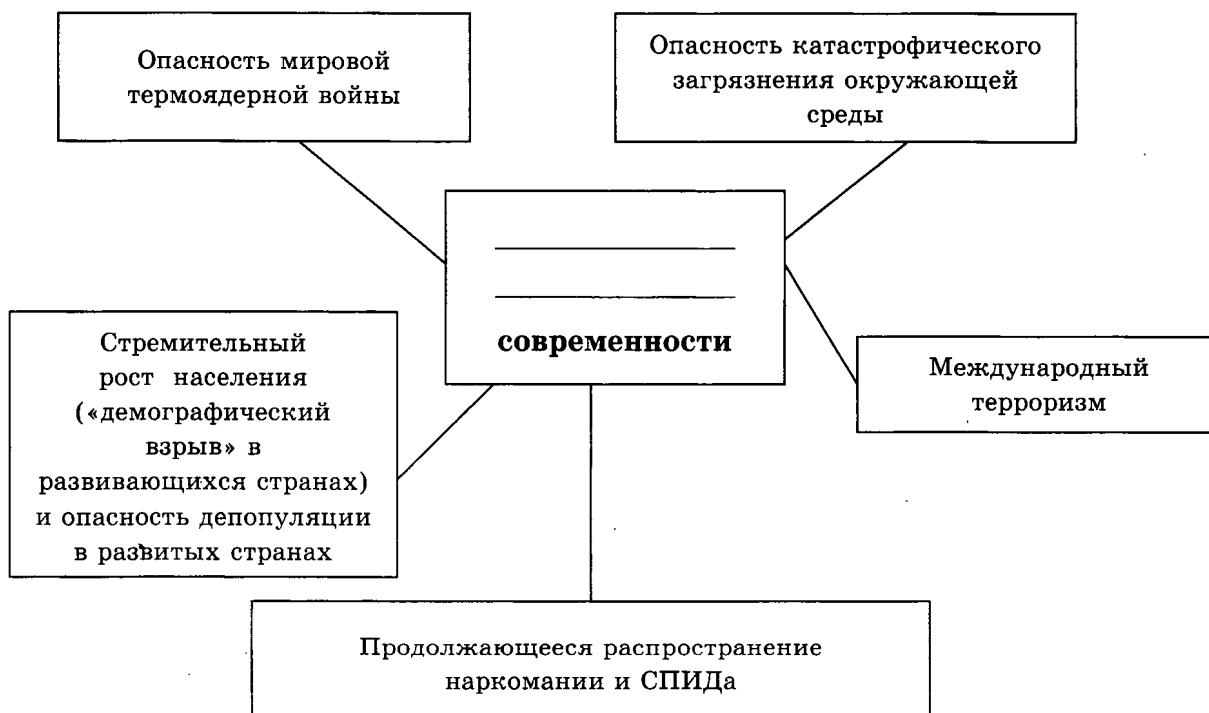 Опасность мировой
термоядерной войны
Опасность катастрофического
загрязнения окружающей
среды
современности
Стремительный
рост населения
(«демографический
взрыв» в
развивающихся странах)
и опасность депопуляции
в развитых странах
Международный
терроризм
Продолжающееся распространение
наркомании и СПИДа